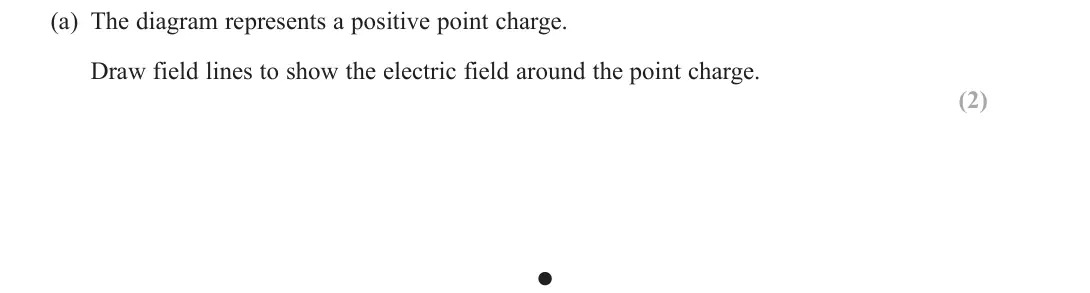 (a) The diagram represents a positive point charge.
Draw field lines to show the electric field around the point charge.
(2)